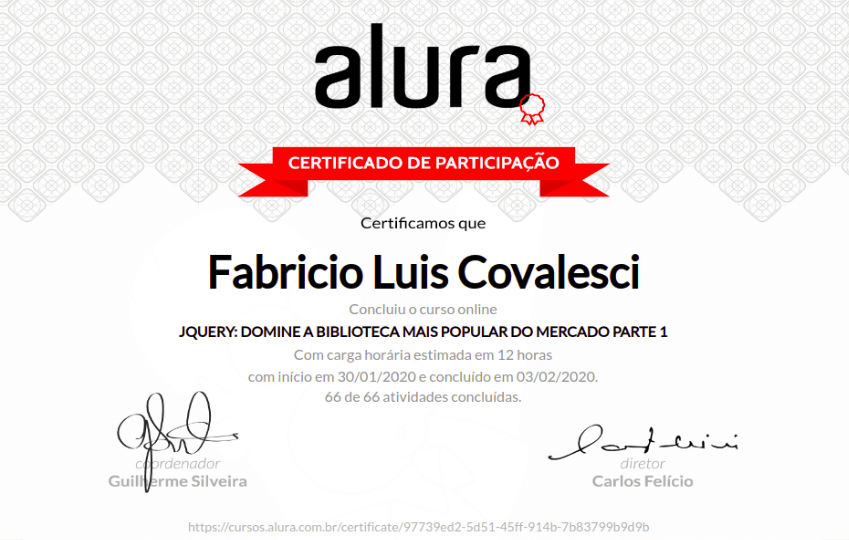 alura
CERTIFICADO DE PARTICIPAÇÃO
Certificamos que
Fabricio Luis Covalesci
Concluiu o curso online
JQUERY: DOMINE A BIBLIOTECA MAIS POPULAR DO MERCADO PARTE 1
Com carga horária estimada em 12 horas
com início em 30/01/2020 e concluído em 03/02/2020.
66 de 66 atividades concluídas.
coordenador
Guilherme Silveira
diretor
Carlos Felício
https://cursos.alura.com.br/certificate/97739ed2-5d51-45ff-914b-7b83799b9d9b